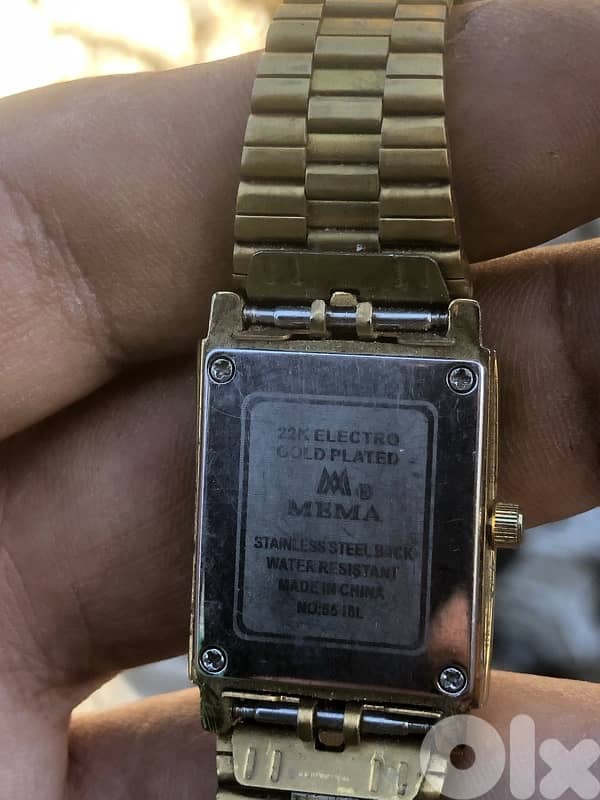 22K ELECTRO
GOLD PLATED
MEMA
STAINLESS STEEL BACK
WATER RESISTANT
MADE IN CHINA
Olx